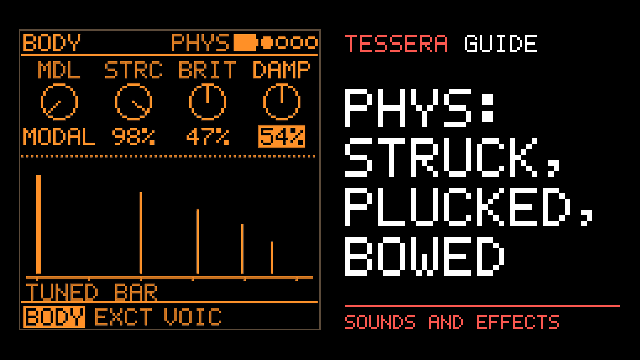 BODY PHYS
MDL STRC BRIT DAMP
MODAL 98% 47% 54%
TUNED BAR
BODY EXCT VOIC
TESSERA GUIDE
PHYS:
STRUCK,
PLUCKED,
BOWED
SOUNDS AND EFFECTS